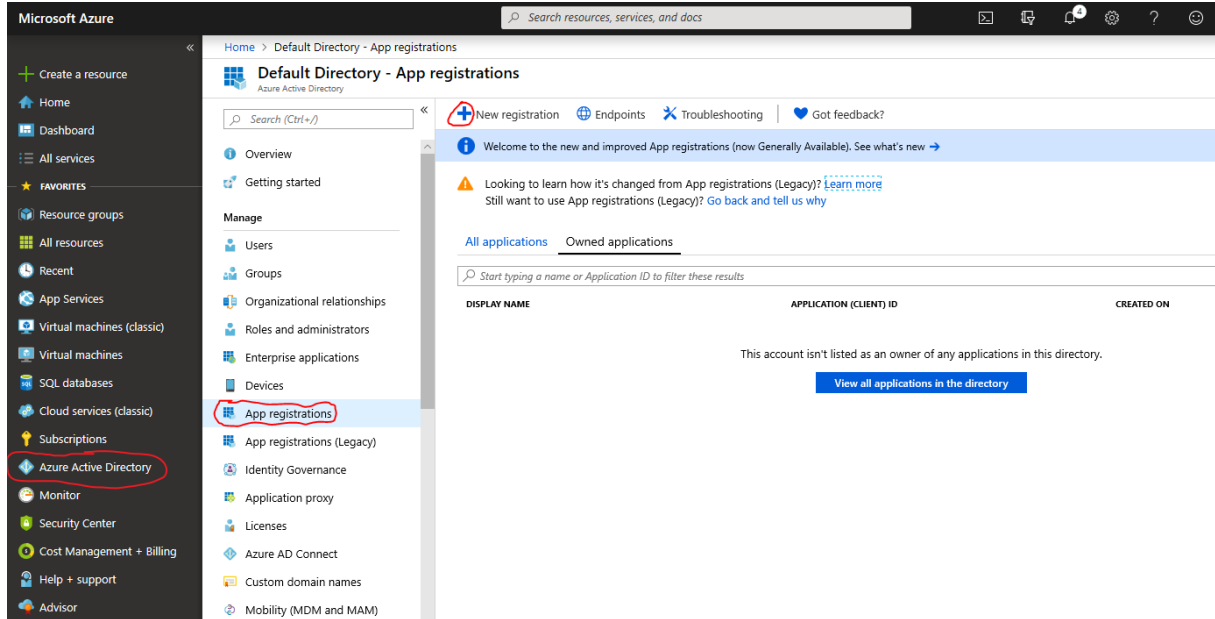 Microsoft Azure
Search resources, services, and docs
4
?
«
Create a resource
Home
Dashboard
All services
FAVORITES
Resource groups
All resources
Recent
App Services
Virtual machines (classic)
Virtual machines
SQL databases
Cloud services (classic)
Subscriptions
Azure Active Directory
Monitor
Security Center
Cost Management + Billing
Help + support
Advisor
Home > Default Directory - App registrations
Default Directory - App registrations
Azure Active Directory
Search (Ctrl+/)
«
Overview
Getting started
Manage
Users
Groups
Organizational relationships
Roles and administrators
Enterprise applications
Devices
App registrations
App registrations (Legacy)
Identity Governance
Application proxy
Licenses
Azure AD Connect
Custom domain names
Mobility (MDM and MAM)
New registration Endpoints Troubleshooting Got feedback?
Welcome to the new and improved App registrations (now Generally Available). See what's new →
Looking to learn how it's changed from App registrations (Legacy)? Learn more
Still want to use App registrations (Legacy)? Go back and tell us why
All applications Owned applications
Start typing a name or Application ID to filter these results
DISPLAY NAME APPLICATION (CLIENT) ID CREATED ON
This account isn't listed as an owner of any applications in this directory.
View all applications in the directory